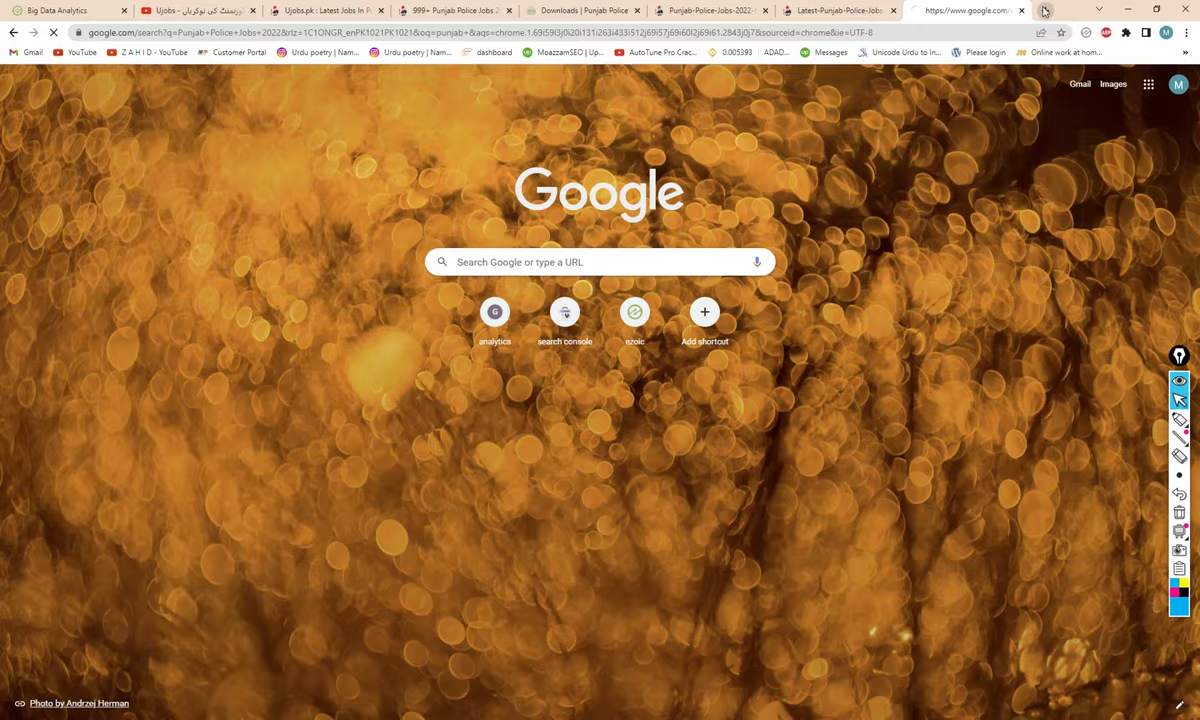 Big Data Analytics
Ujobs - گورنمنٹ کی نوکریاں
Ujobs.pk : Latest Jobs In P
999+ Punjab Police Jobs 2
Downloads | Punjab Police
Punjab-Police-Jobs-2022-
Latest-Punjab-Police-Jobs
https://www.google.com/
google.com/search?q=Punjab+Police+Jobs+2022&rlz=1C1ONGR_enPK1021PK1021&oq=punjab+&aqs=chrome.1.69i59l3j0i20i131i263i433i512j69i57j69i60l2j69i61.2843j0j7&sourceid=chrome&ie=UTF-8
Gmail
YouTube
Z A H I D - YouTube
Customer Portal
Urdu poetry | Nam...
Urdu poetry | Nam...
dashboard
MoazzamSEO | Up...
AutoTune Pro Crac...
0.005393 | ADAD...
Messages
Unicode Urdu to In...
Please login
Online work at hom...
Gmail
Images
M
Google
Search Google or type a URL
G
analytics
search console
ezoic
Add shortcut
Photo by Andrzej Herman